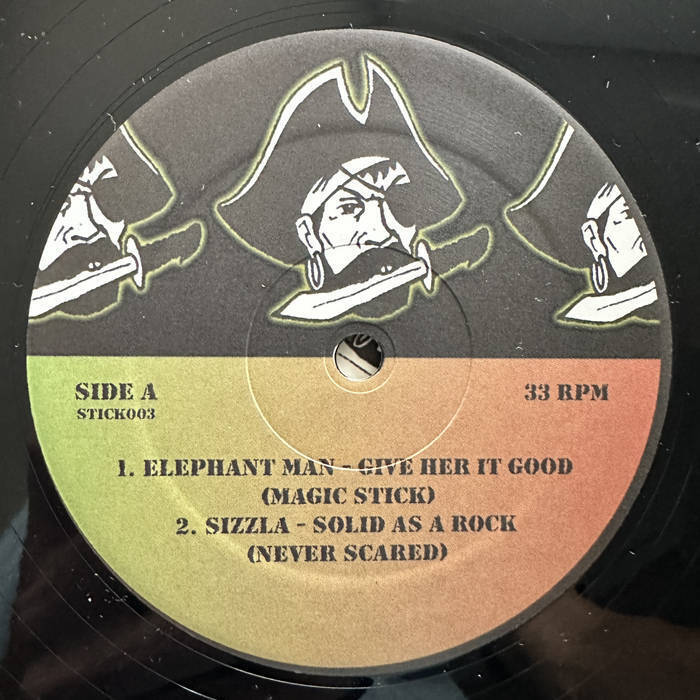 SIDE A
33 RPM
STICK003
1. ELEPHANT MAN - GIVE HER IT GOOD
(MAGIC STICK)
2. SIZZLA - SOLID AS A ROCK
(NEVER SCARED)